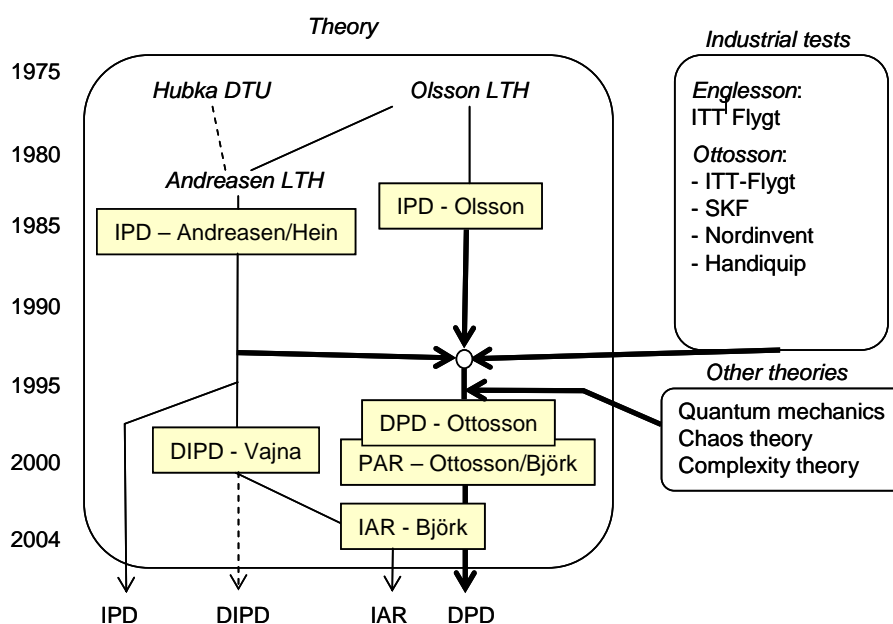 Theory
Industrial tests
1975
Hubka DTU
Olsson LTH
Englesson:
ITT Flygt
1980
Ottosson:
Andreasen LTH
- ITT-Flygt
IPD - Olsson
- SKF
1985
IPD – Andreasen/Hein
- Nordinvent
- Handiquip
1990
Other theories
1995
DPD - Ottosson
Quantum mechanics
DIPD - Vajna
Chaos theory
2000
PAR – Ottosson/Björk
Complexity theory
IAR - Björk
2004
IPD
DIPD
IAR
DPD